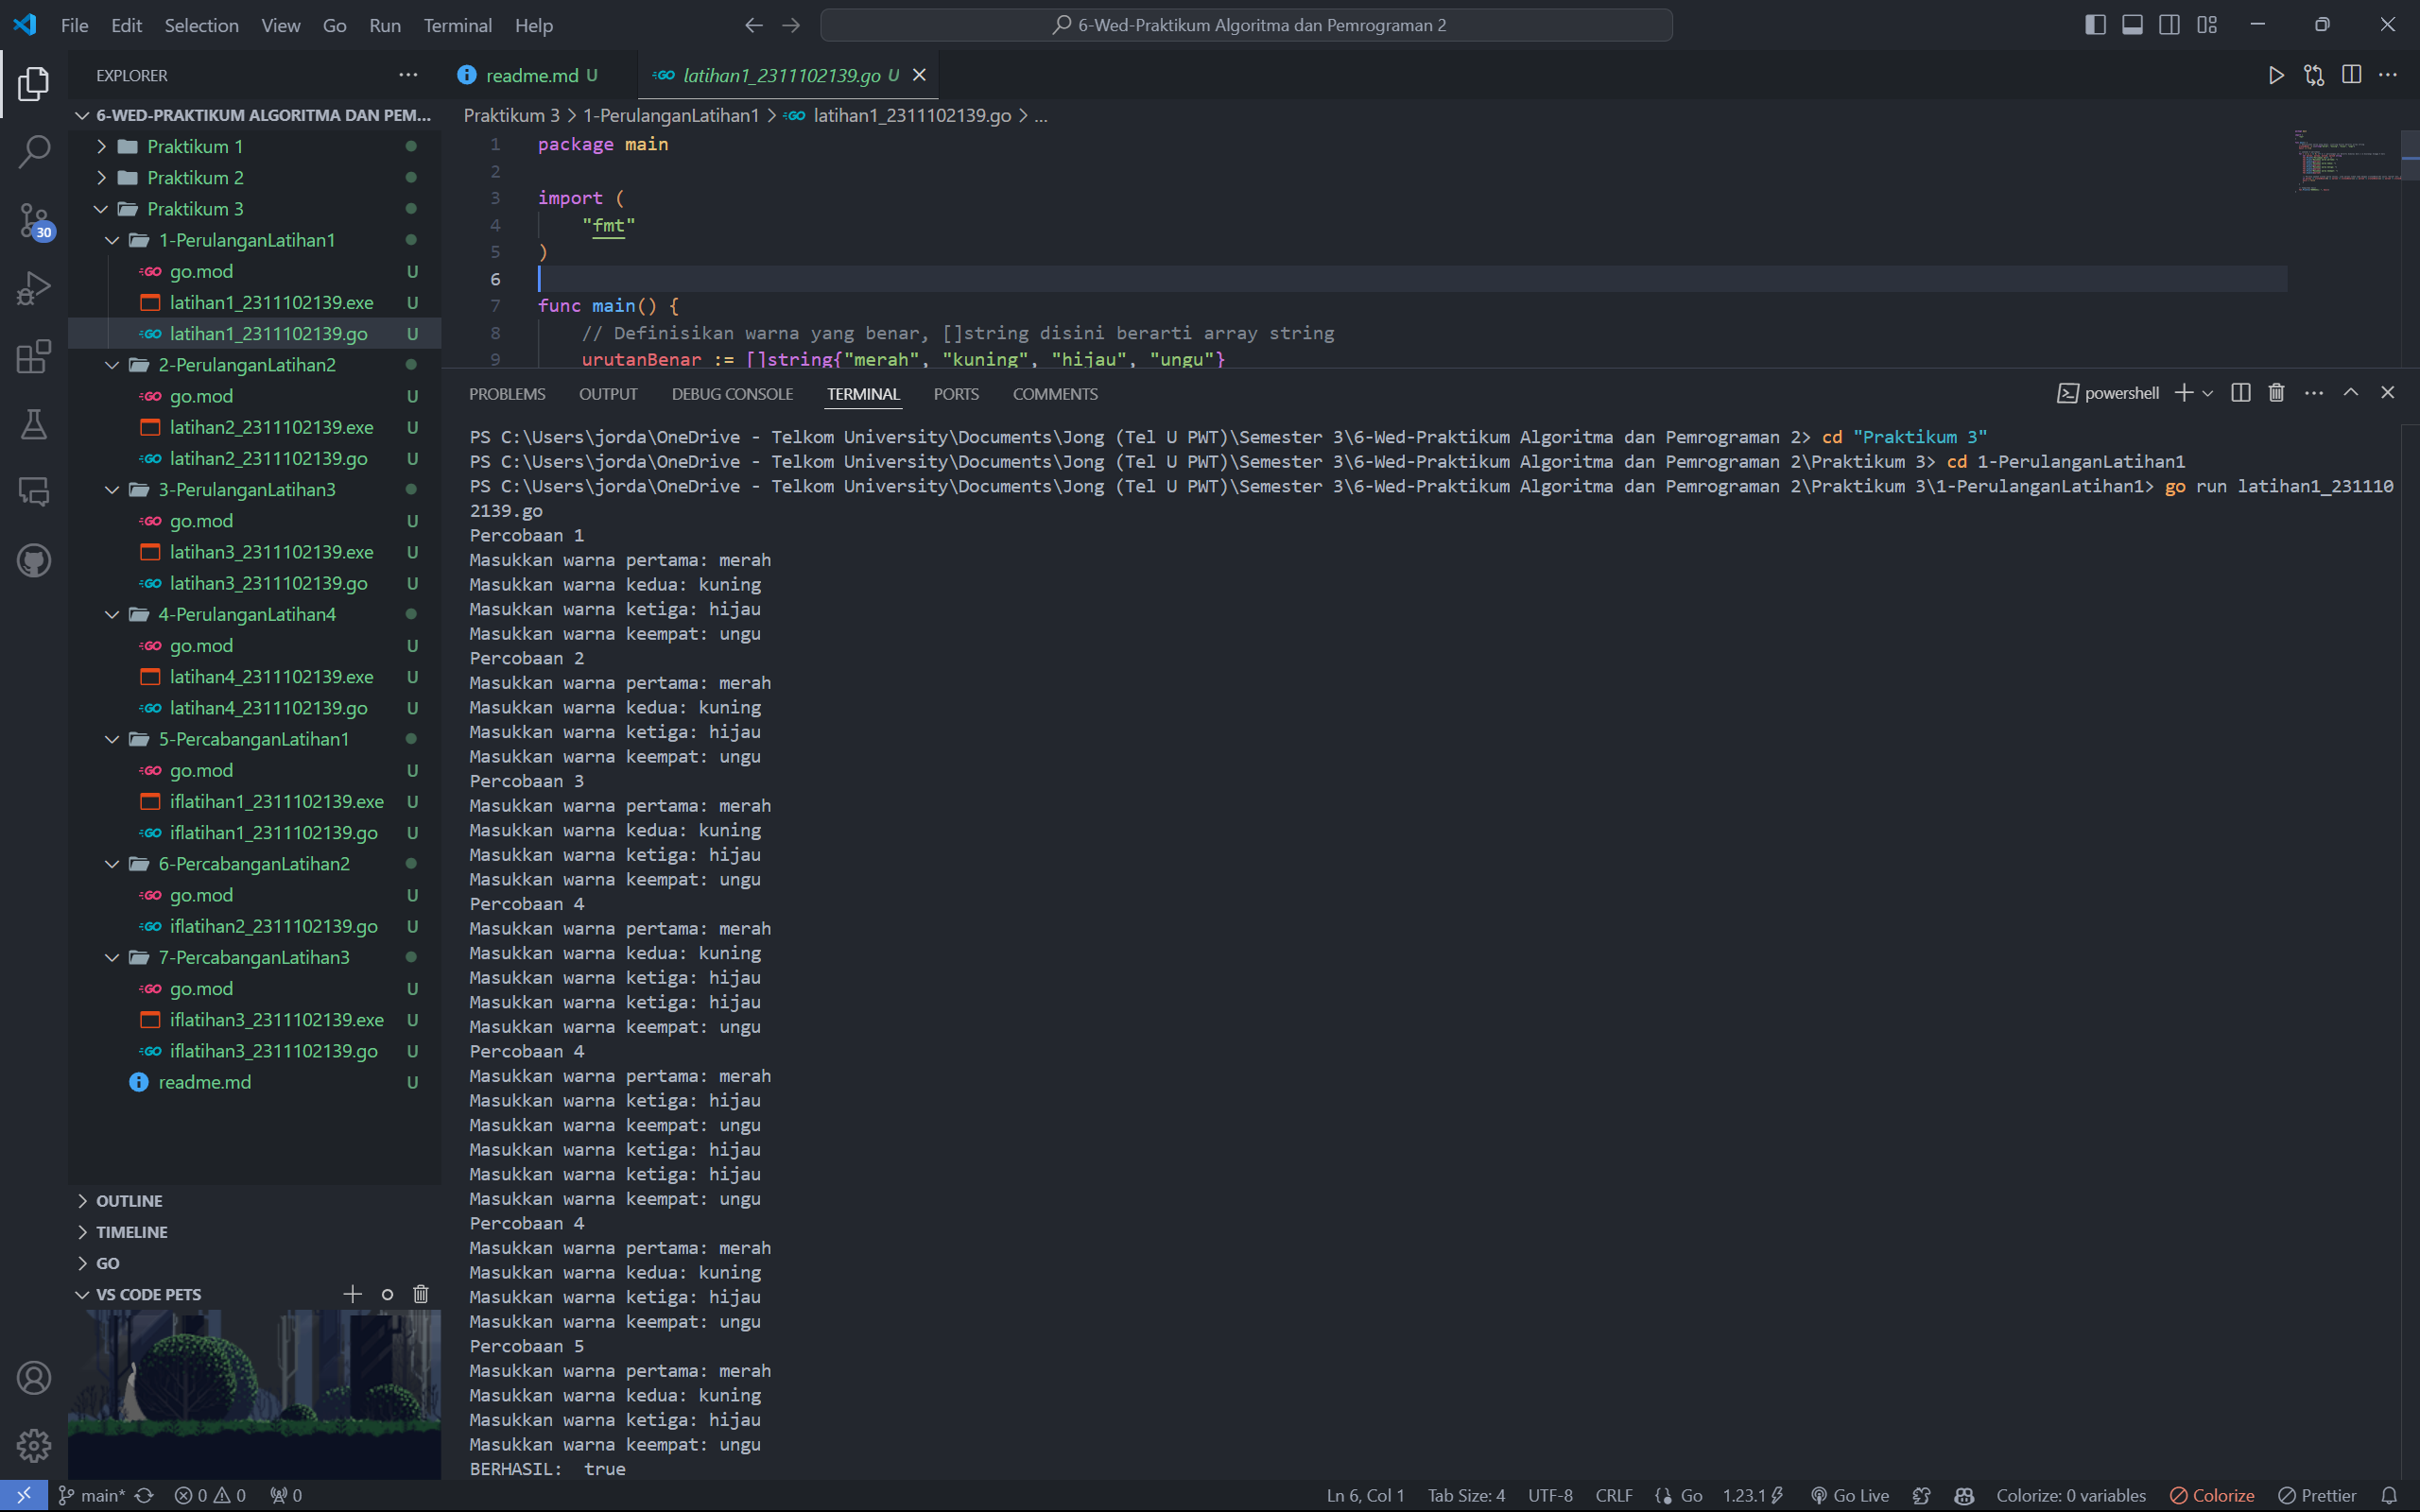 File Edit Selection View Go Run Terminal Help
6-Wed-Praktikum Algoritma dan Pemrograman 2
EXPLORER
readme.md U
latihan1_2311102139.go U
6-WED-PRAKTIKUM ALGORITMA DAN PEM...
Praktikum 1
Praktikum 2
Praktikum 3
1-PerulanganLatihan1
go.mod U
latihan1_2311102139.exe U
latihan1_2311102139.go U
2-PerulanganLatihan2
go.mod U
latihan2_2311102139.exe U
latihan2_2311102139.go U
3-PerulanganLatihan3
go.mod U
latihan3_2311102139.exe U
latihan3_2311102139.go U
4-PerulanganLatihan4
go.mod U
latihan4_2311102139.exe U
latihan4_2311102139.go U
5-PercabanganLatihan1
go.mod U
iflatihan1_2311102139.exe U
iflatihan1_2311102139.go U
6-PercabanganLatihan2
go.mod U
iflatihan2_2311102139.go U
7-PercabanganLatihan3
go.mod U
iflatihan3_2311102139.exe U
iflatihan3_2311102139.go U
readme.md U
30
OUTLINE
TIMELINE
GO
VS CODE PETS
Praktikum 3 > 1-PerulanganLatihan1 > latihan1_2311102139.go > ...
1 package main
2
3 import (
4 "fmt"
5 )
6
7 func main() {
8 // Definisikan warna yang benar, []string disini berarti array string
9 urutanBenar := []string{"merah", "kuning", "hijau", "ungu"}
PROBLEMS OUTPUT DEBUG CONSOLE TERMINAL PORTS COMMENTS
powershell
PS C:\Users\jorda\OneDrive - Telkom University\Documents\Jong (Tel U PWT)\Semester 3\6-Wed-Praktikum Algoritma dan Pemrograman 2> cd "Praktikum 3"
PS C:\Users\jorda\OneDrive - Telkom University\Documents\Jong (Tel U PWT)\Semester 3\6-Wed-Praktikum Algoritma dan Pemrograman 2\Praktikum 3> cd 1-PerulanganLatihan1
PS C:\Users\jorda\OneDrive - Telkom University\Documents\Jong (Tel U PWT)\Semester 3\6-Wed-Praktikum Algoritma dan Pemrograman 2\Praktikum 3\1-PerulanganLatihan1> go run latihan1_231110
2139.go
Percobaan 1
Masukkan warna pertama: merah
Masukkan warna kedua: kuning
Masukkan warna ketiga: hijau
Masukkan warna keempat: ungu
Percobaan 2
Masukkan warna pertama: merah
Masukkan warna kedua: kuning
Masukkan warna ketiga: hijau
Masukkan warna keempat: ungu
Percobaan 3
Masukkan warna pertama: merah
Masukkan warna kedua: kuning
Masukkan warna ketiga: hijau
Masukkan warna keempat: ungu
Percobaan 4
Masukkan warna pertama: merah
Masukkan warna kedua: kuning
Masukkan warna ketiga: hijau
Masukkan warna ketiga: hijau
Masukkan warna keempat: ungu
Percobaan 4
Masukkan warna pertama: merah
Masukkan warna ketiga: hijau
Masukkan warna keempat: ungu
Masukkan warna ketiga: hijau
Masukkan warna ketiga: hijau
Masukkan warna keempat: ungu
Percobaan 4
Masukkan warna pertama: merah
Masukkan warna kedua: kuning
Masukkan warna ketiga: hijau
Masukkan warna keempat: ungu
Percobaan 5
Masukkan warna pertama: merah
Masukkan warna kedua: kuning
Masukkan warna ketiga: hijau
Masukkan warna keempat: ungu
BERHASIL:  true
main* 0 0 0 Ln 6, Col 1 Tab Size: 4 UTF-8 CRLF Go 1.23.1 Go Live Colorize: 0 variables Colorize Prettier